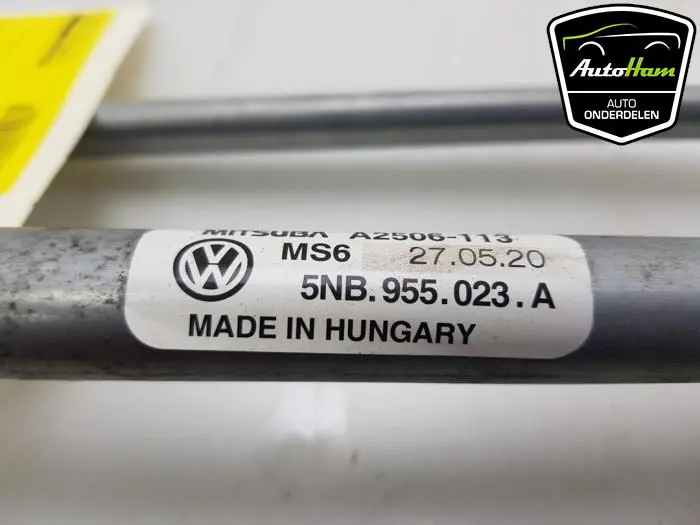 AutoHam
AUTO
ONDERDELEN
MITSUBA A2506-113
MS6 27.05.20
5NB.955.023.A
MADE IN HUNGARY